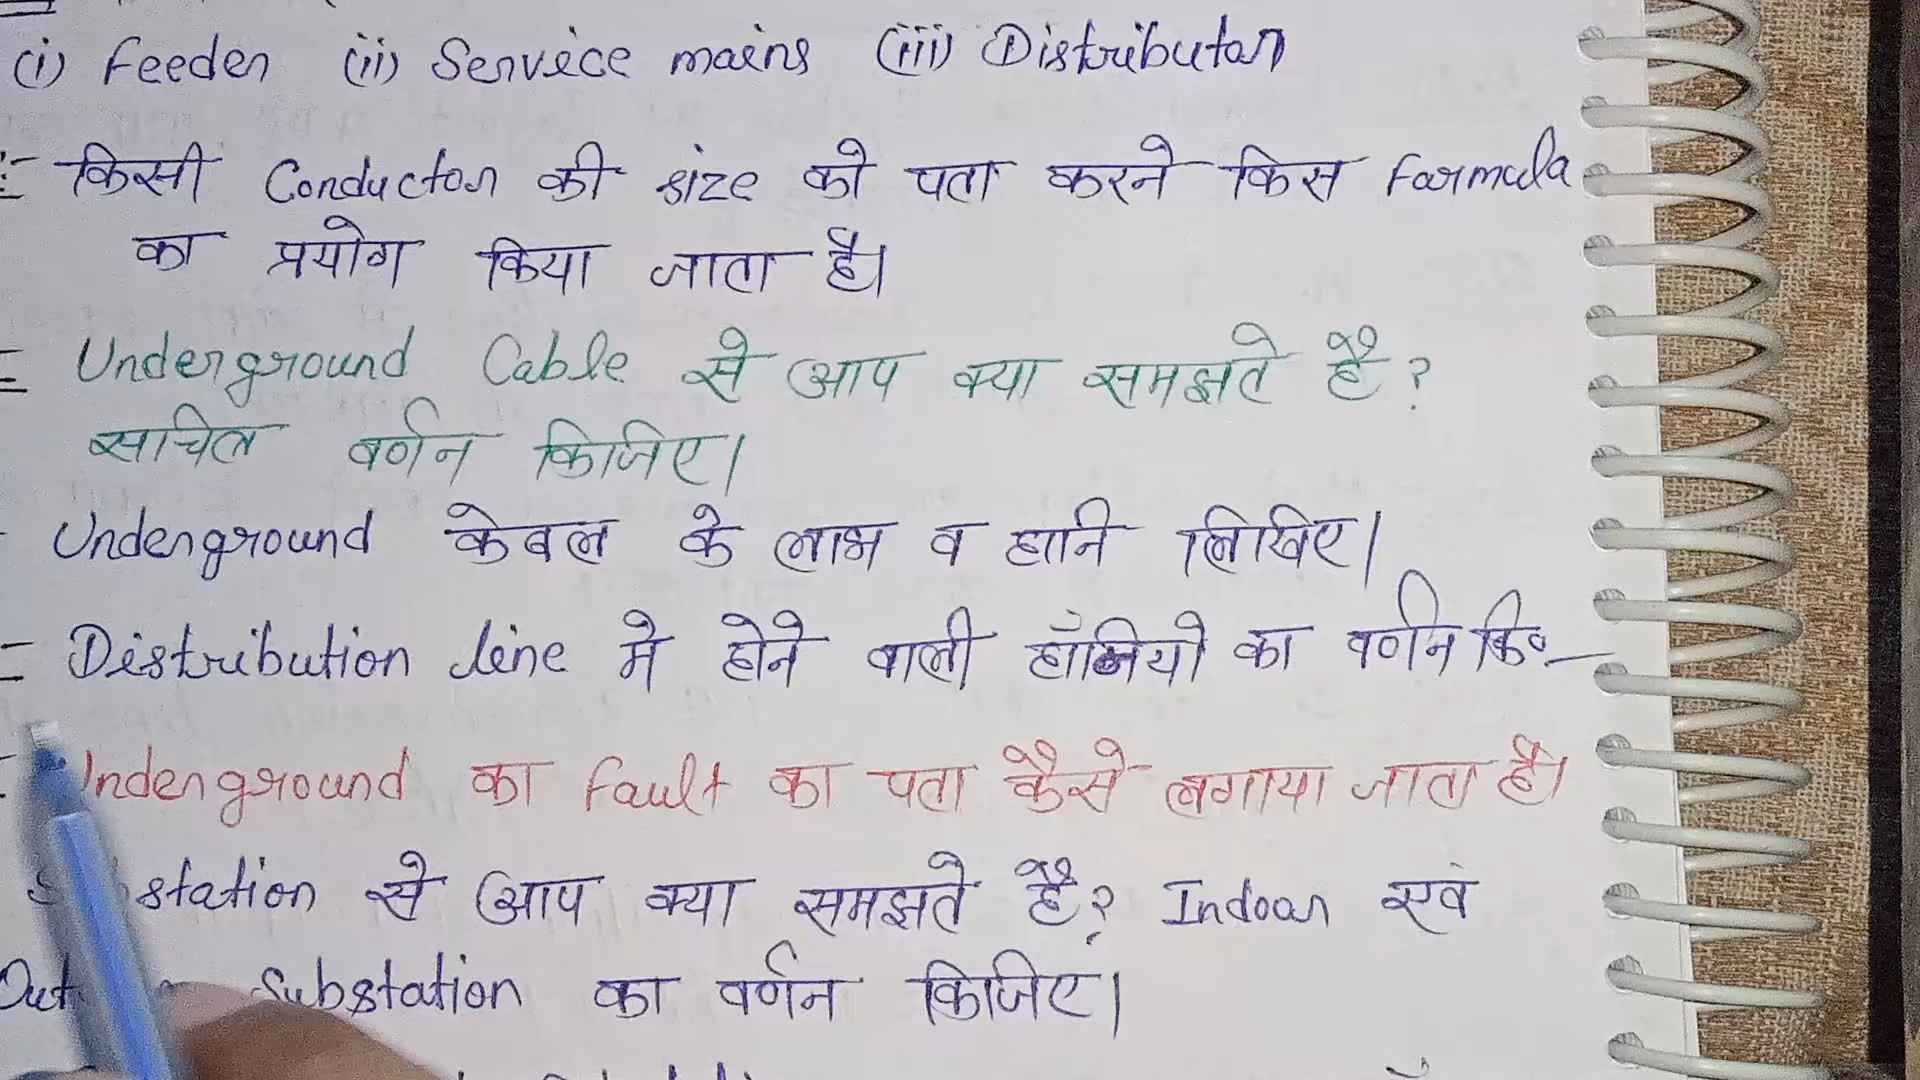 (i) Feeder (ii) Service mains (iii) Distributor
किसी Conductor की size को पता करने किस Formula
का प्रयोग किया जाता है।
Underground Cable से आप क्या समझते है?
सचित्र वर्णन किजिए।
Underground केबल के लाभ व हानि लिखिए।
Distribution line मे होने वाली हाँनियो का वर्णन कि०
Underground का fault का पता कैसे लगाया जाता है।
station से आप क्या समझते है? Indoor एवं
Out Substation का वर्णन किजिए।